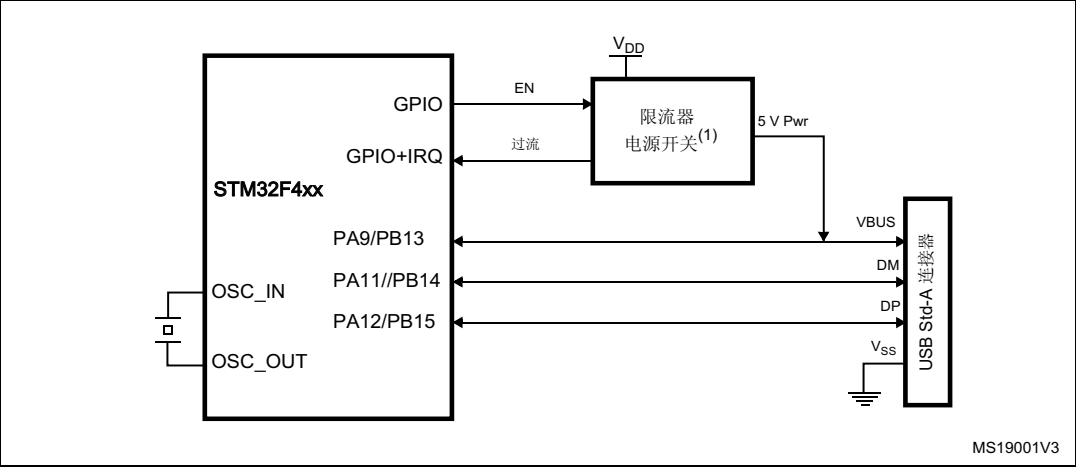 VDD
GPIO
EN
限流器
电源开关(1)
5 V Pwr
GPIO+IRQ
过流
STM32F4xx
PA9/PB13
VBUS
PA11//PB14
DM
PA12/PB15
DP
OSC_IN
OSC_OUT
VSS
USB Std-A 连接器
MS19001V3